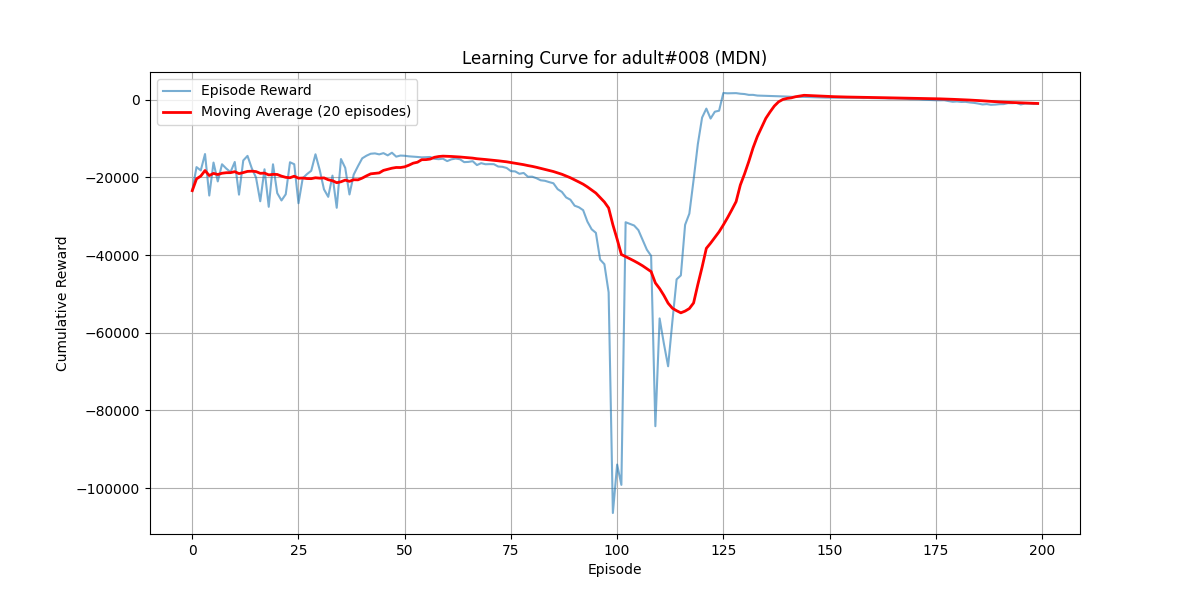 Learning Curve for adult#008 (MDN)
Episode Reward
Moving Average (20 episodes)
0
−20000
−40000
−60000
−80000
−100000
Cumulative Reward
0 25 50 75 100 125 150 175 200
Episode